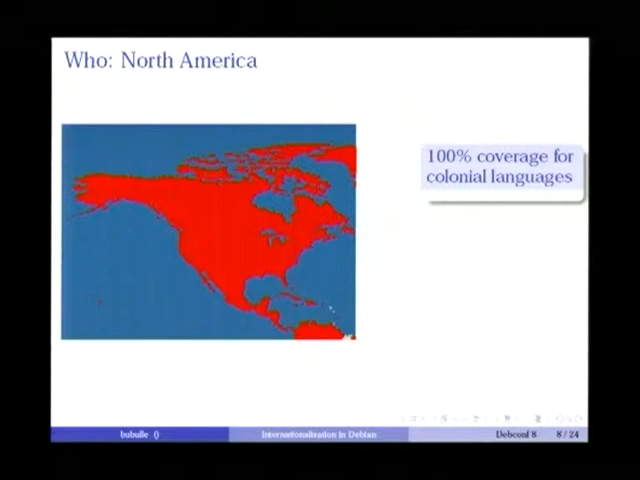 Who: North America
100% coverage for
colonial languages
bubulle ()
Internationalisation in Debian
Debconf 8
8 / 24